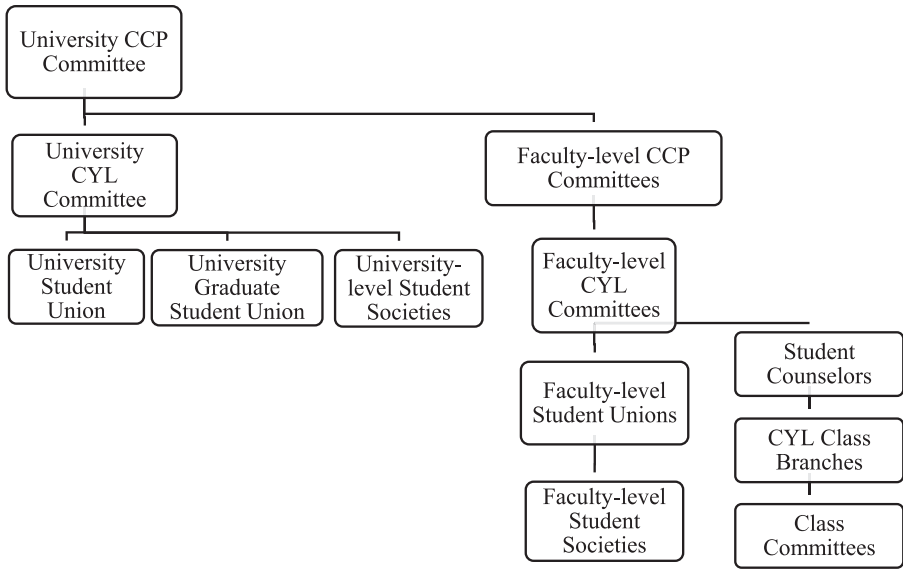 University CCP
Committee
University
CYL
Committee
Faculty-level CCP
Committees
University
Student
Union
University
Graduate
Student Union
University-
level Student
Societies
Faculty-level
CYL
Committees
Student
Counselors
Faculty-level
Student Unions
CYL Class
Branches
Faculty-level
Student
Societies
Class
Committees